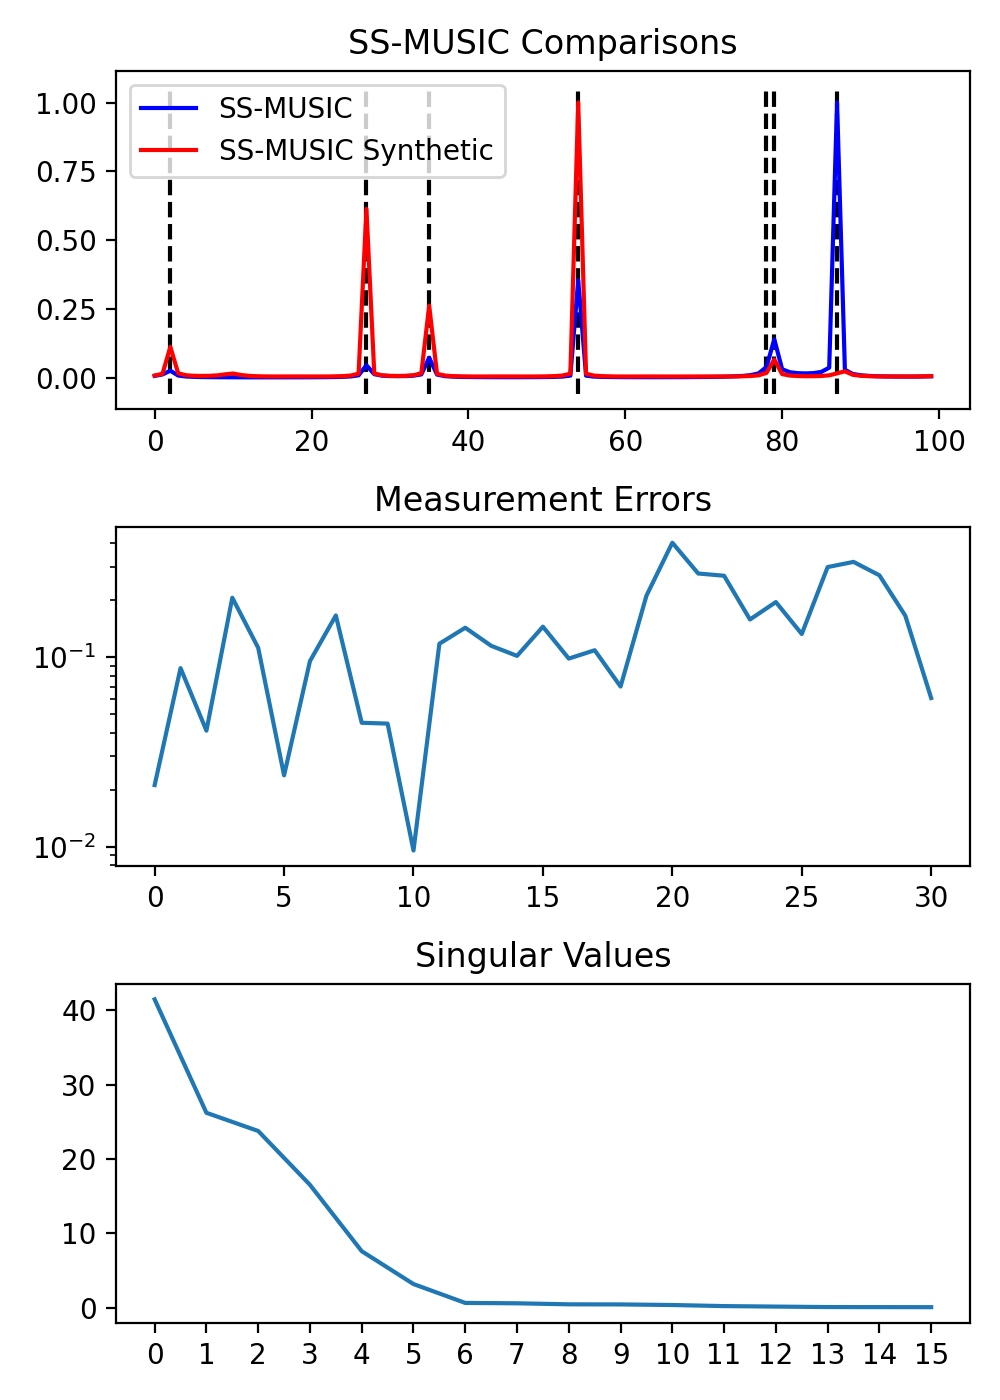 SS-MUSIC Comparisons
1.00
0.75
0.50
0.25
0.00
SS-MUSIC
SS-MUSIC Synthetic
0 20 40 60 80 100
Measurement Errors
10⁻¹
10⁻²
0 5 10 15 20 25 30
Singular Values
40
30
20
10
0
0 1 2 3 4 5 6 7 8 9 10 11 12 13 14 15